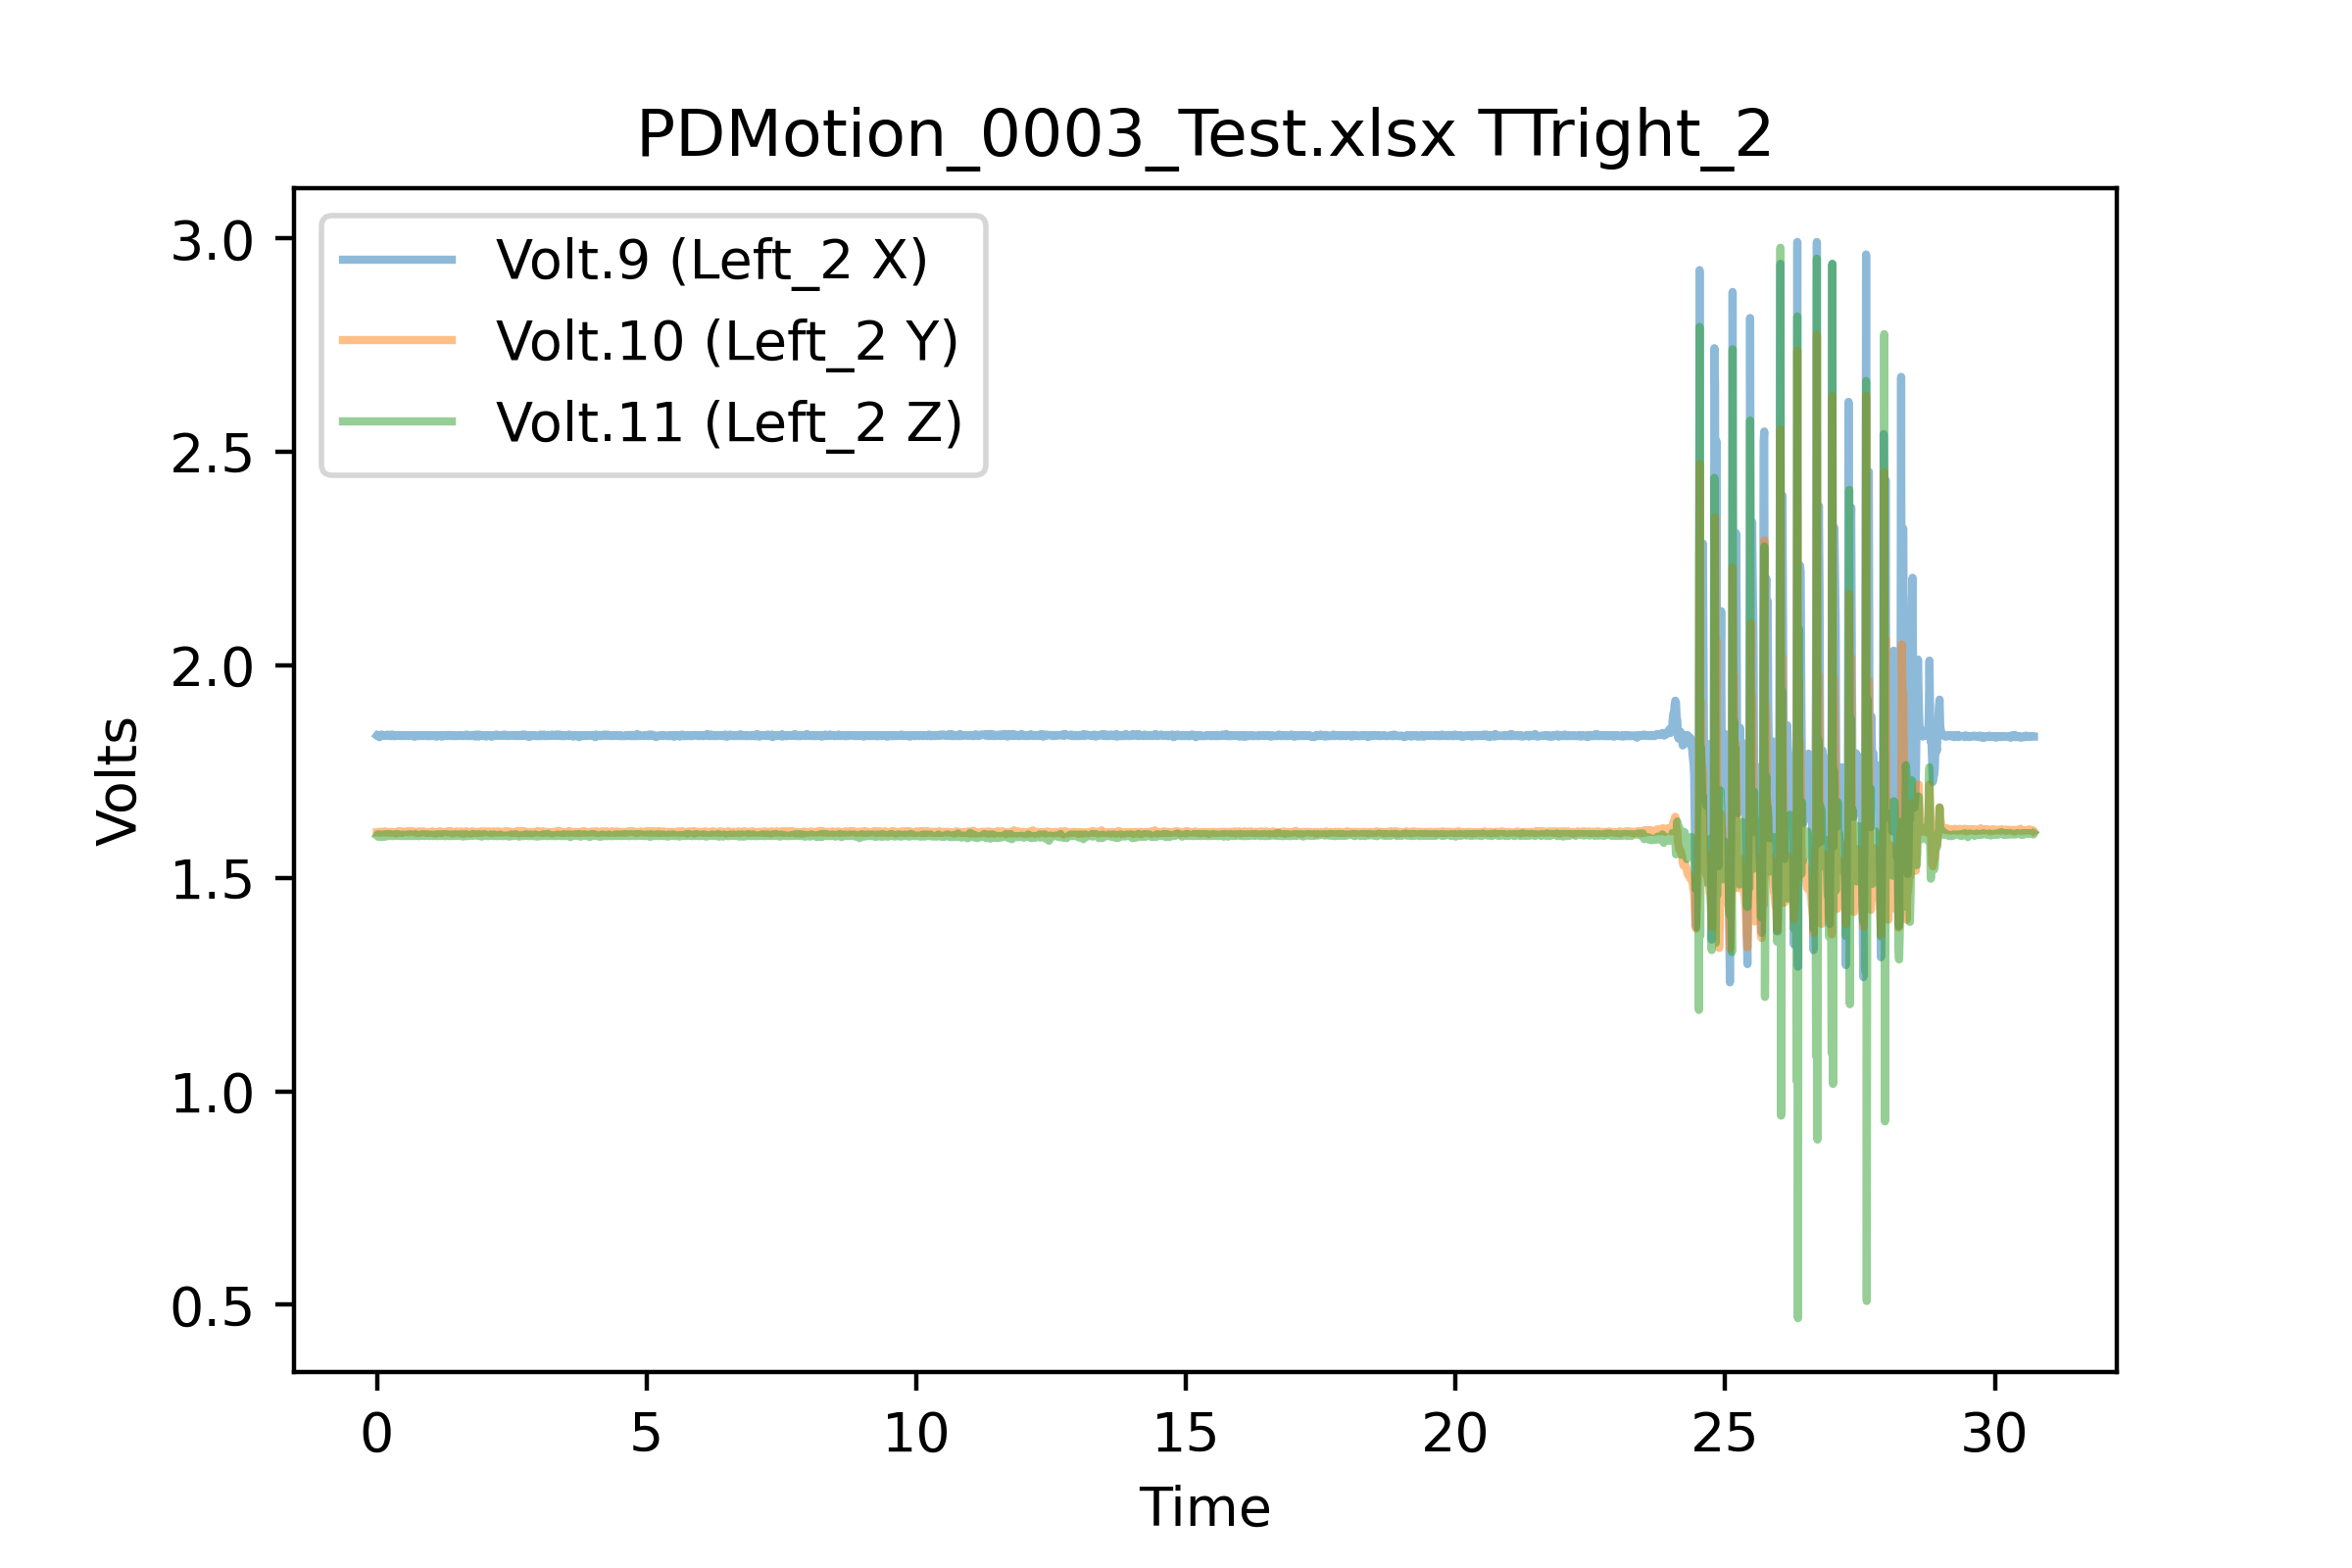 PDMotion_0003_Test.xlsx TTright_2
Volt.9 (Left_2 X)
Volt.10 (Left_2 Y)
Volt.11 (Left_2 Z)
3.0
2.5
2.0
1.5
1.0
0.5
Volts
0 5 10 15 20 25 30
Time